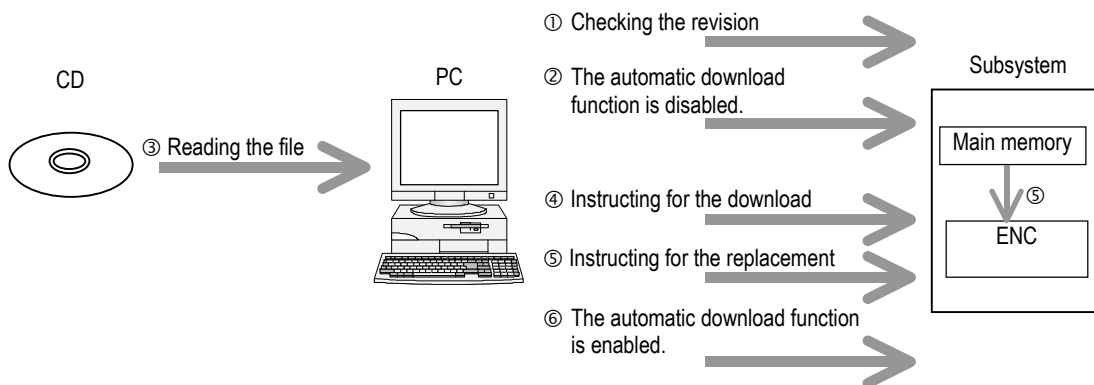 ① Checking the revision
CD
PC
② The automatic download
function is disabled.
Subsystem
③ Reading the file
Main memory
⑤
④ Instructing for the download
ENC
⑤ Instructing for the replacement
⑥ The automatic download function
is enabled.